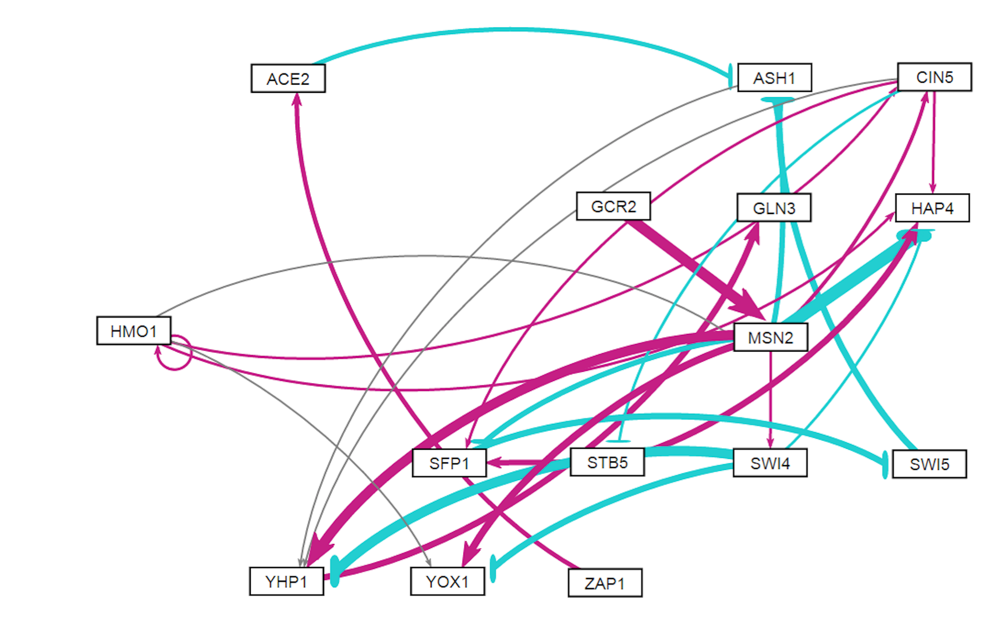 ACE2
ASH1
CIN5
GCR2
GLN3
HAP4
HMO1
MSN2
SFP1
STB5
SWI4
SWI5
YHP1
YOX1
ZAP1